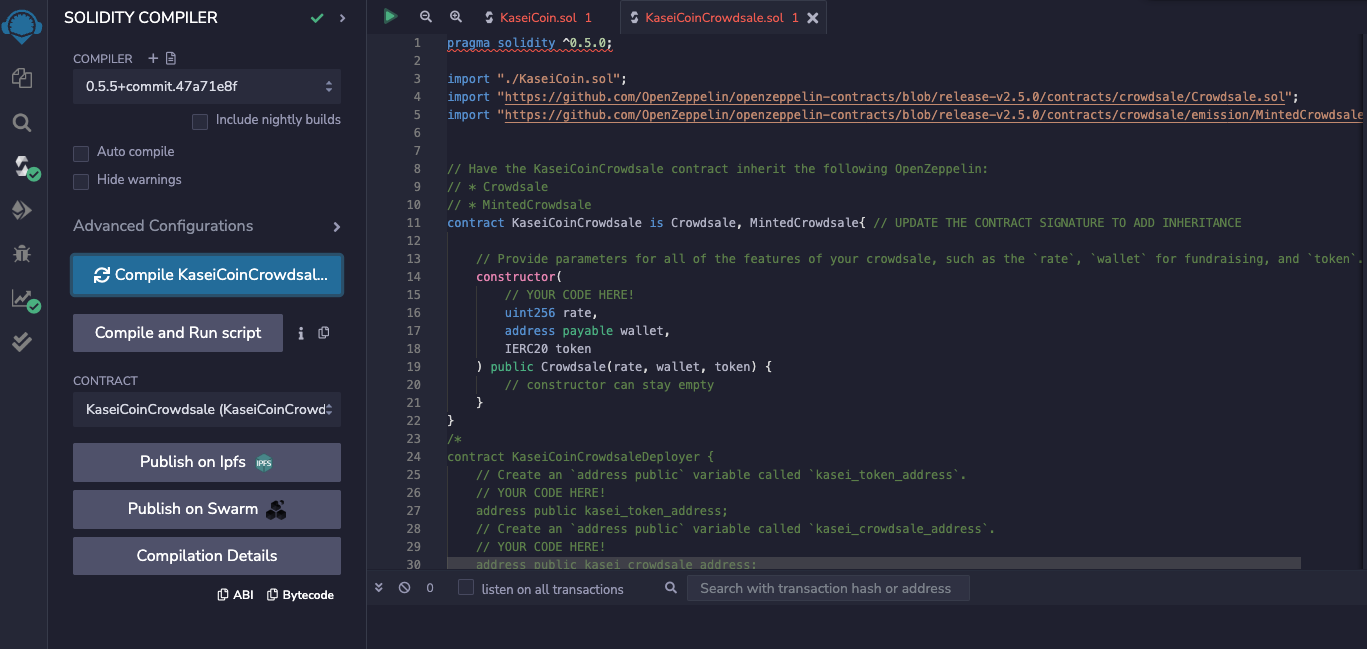 SOLIDITY COMPILER
COMPILER
0.5.5+commit.47a71e8f
Include nightly builds
Auto compile
Hide warnings
Advanced Configurations
Compile KaseiCoinCrowdsal...
Compile and Run script
CONTRACT
KaseiCoinCrowdsale (KaseiCoinCrowd
Publish on Ipfs IPFS
Publish on Swarm
Compilation Details
ABI Bytecode
KaseiCoin.sol 1 KaseiCoinCrowdsale.sol 1
1 pragma solidity ^0.5.0;
2
3 import "./KaseiCoin.sol";
4 import "https://github.com/OpenZeppelin/openzeppelin-contracts/blob/release-v2.5.0/contracts/crowdsale/Crowdsale.sol";
5 import "https://github.com/OpenZeppelin/openzeppelin-contracts/blob/release-v2.5.0/contracts/crowdsale/emission/MintedCrowdsale
6
7
8 // Have the KaseiCoinCrowdsale contract inherit the following OpenZeppelin:
9 // * Crowdsale
10 // * MintedCrowdsale
11 contract KaseiCoinCrowdsale is Crowdsale, MintedCrowdsale{ // UPDATE THE CONTRACT SIGNATURE TO ADD INHERITANCE
12
13 // Provide parameters for all of the features of your crowdsale, such as the `rate`, `wallet` for fundraising, and `token`.
14 constructor(
15 // YOUR CODE HERE!
16 uint256 rate,
17 address payable wallet,
18 IERC20 token
19 ) public Crowdsale(rate, wallet, token) {
20 // constructor can stay empty
21 }
22 }
23 /*
24 contract KaseiCoinCrowdsaleDeployer {
25 // Create an `address public` variable called `kasei_token_address`.
26 // YOUR CODE HERE!
27 address public kasei_token_address;
28 // Create an `address public` variable called `kasei_crowdsale_address`.
29 // YOUR CODE HERE!
30 address public kasei_crowdsale_address;
0 listen on all transactions Search with transaction hash or address